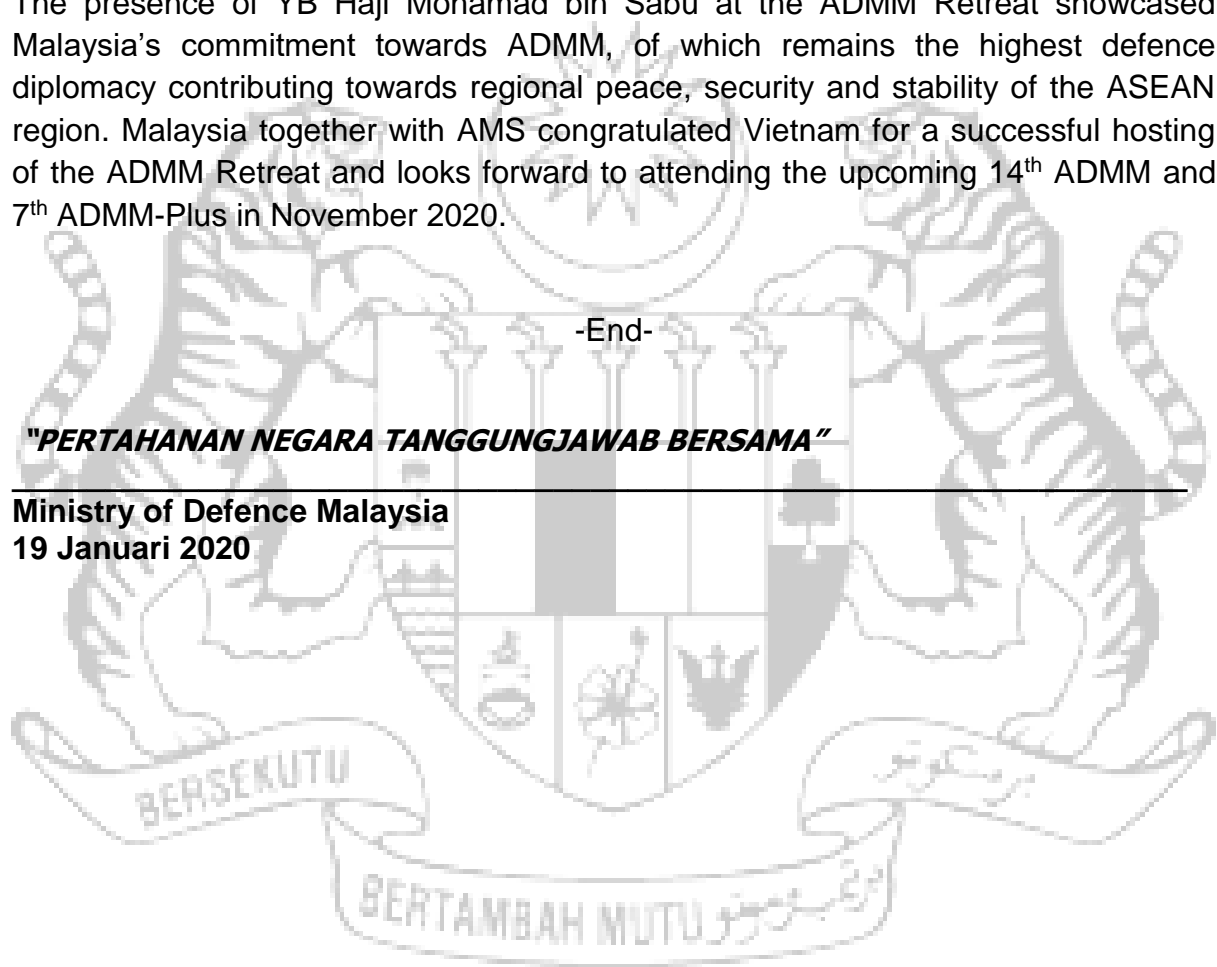 The presence of YB Haji Mohamad bin Sabu at the ADMM Retreat showcased
Malaysia’s commitment towards ADMM, of which remains the highest defence
diplomacy contributing towards regional peace, security and stability of the ASEAN
region. Malaysia together with AMS congratulated Vietnam for a successful hosting
of the ADMM Retreat and looks forward to attending the upcoming 14th ADMM and
7th ADMM-Plus in November 2020.
-End-
“PERTAHANAN NEGARA TANGGUNGJAWAB BERSAMA”
Ministry of Defence Malaysia
19 Januari 2020
BERSEKUTU برسکوتو
BERTAMBAH MUTU برتمبه موتو